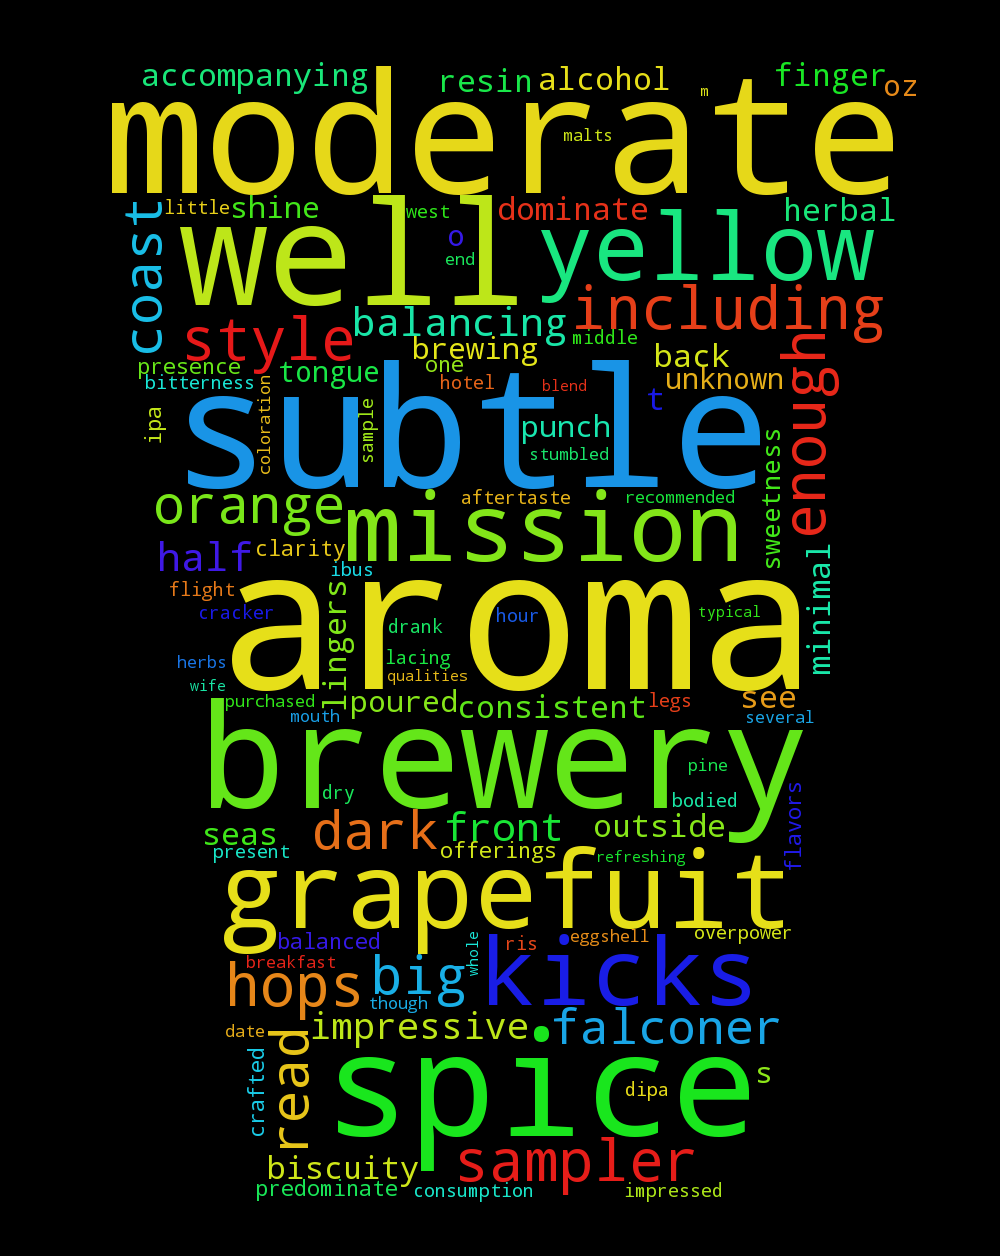 accompanying resin alcohol m finger oz
moderate
malts
coast little shine west dominate herbal
well o end yellow
style balancing including
presence brewing middle back enough
bitterness tongue one hotel blend t unknown
subtle
ipa coloration sample punch
stumbled sweetness
orange aftertaste recommended
mission
half clarity ibus minimal
flight aroma
cracker lingers drank hour typical
herbs lacing
wife qualities
purchased poured consistent legs see
mouth several
brewery
pine
dry bodied flavors
seas dark front outside
present offerings refreshing
grapefuit
balanced whole ris eggshell overpower
breakfast big kicks
hops though
date read impressive falconer
crafted spice s
dipa
biscuity sampler
predominate consumption impressed